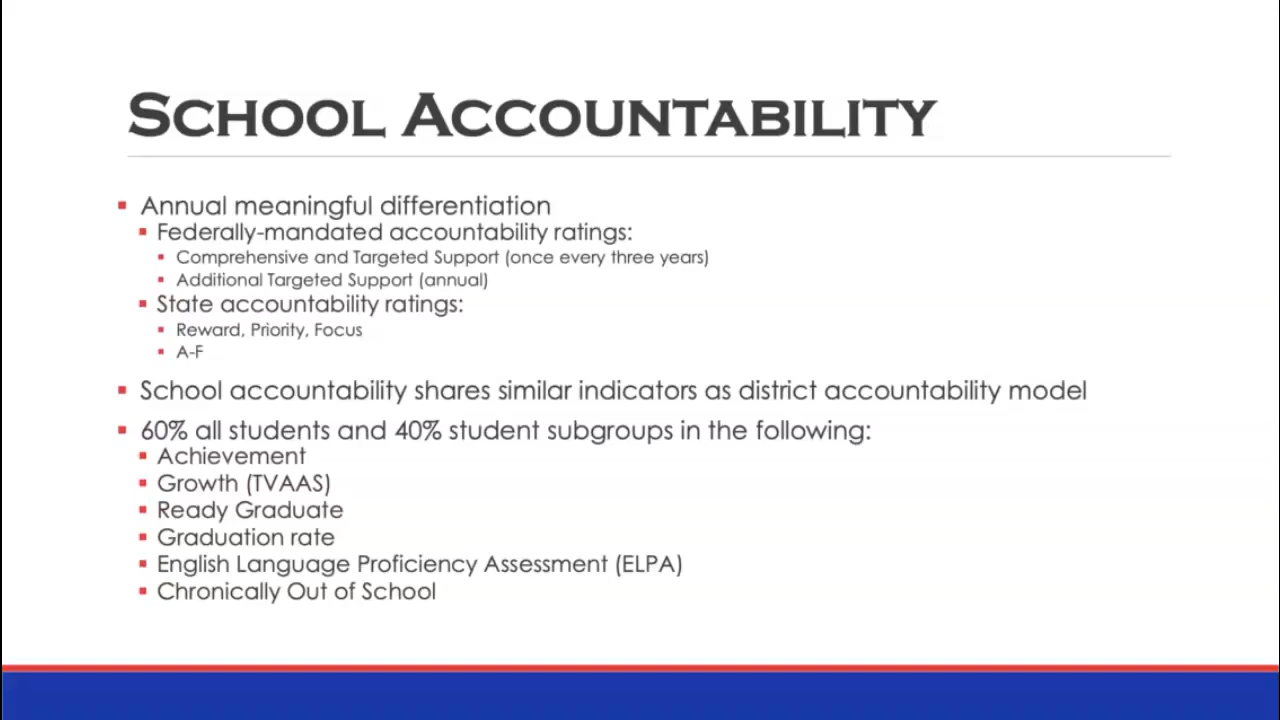 School Accountability
Annual meaningful differentiation
Federally-mandated accountability ratings:
Comprehensive and Targeted Support (once every three years)
Additional Targeted Support (annual)
State accountability ratings:
Reward, Priority, Focus
A-F
School accountability shares similar indicators as district accountability model
60% all students and 40% student subgroups in the following:
Achievement
Growth (TVAAS)
Ready Graduate
Graduation rate
English Language Proficiency Assessment (ELPA)
Chronically Out of School